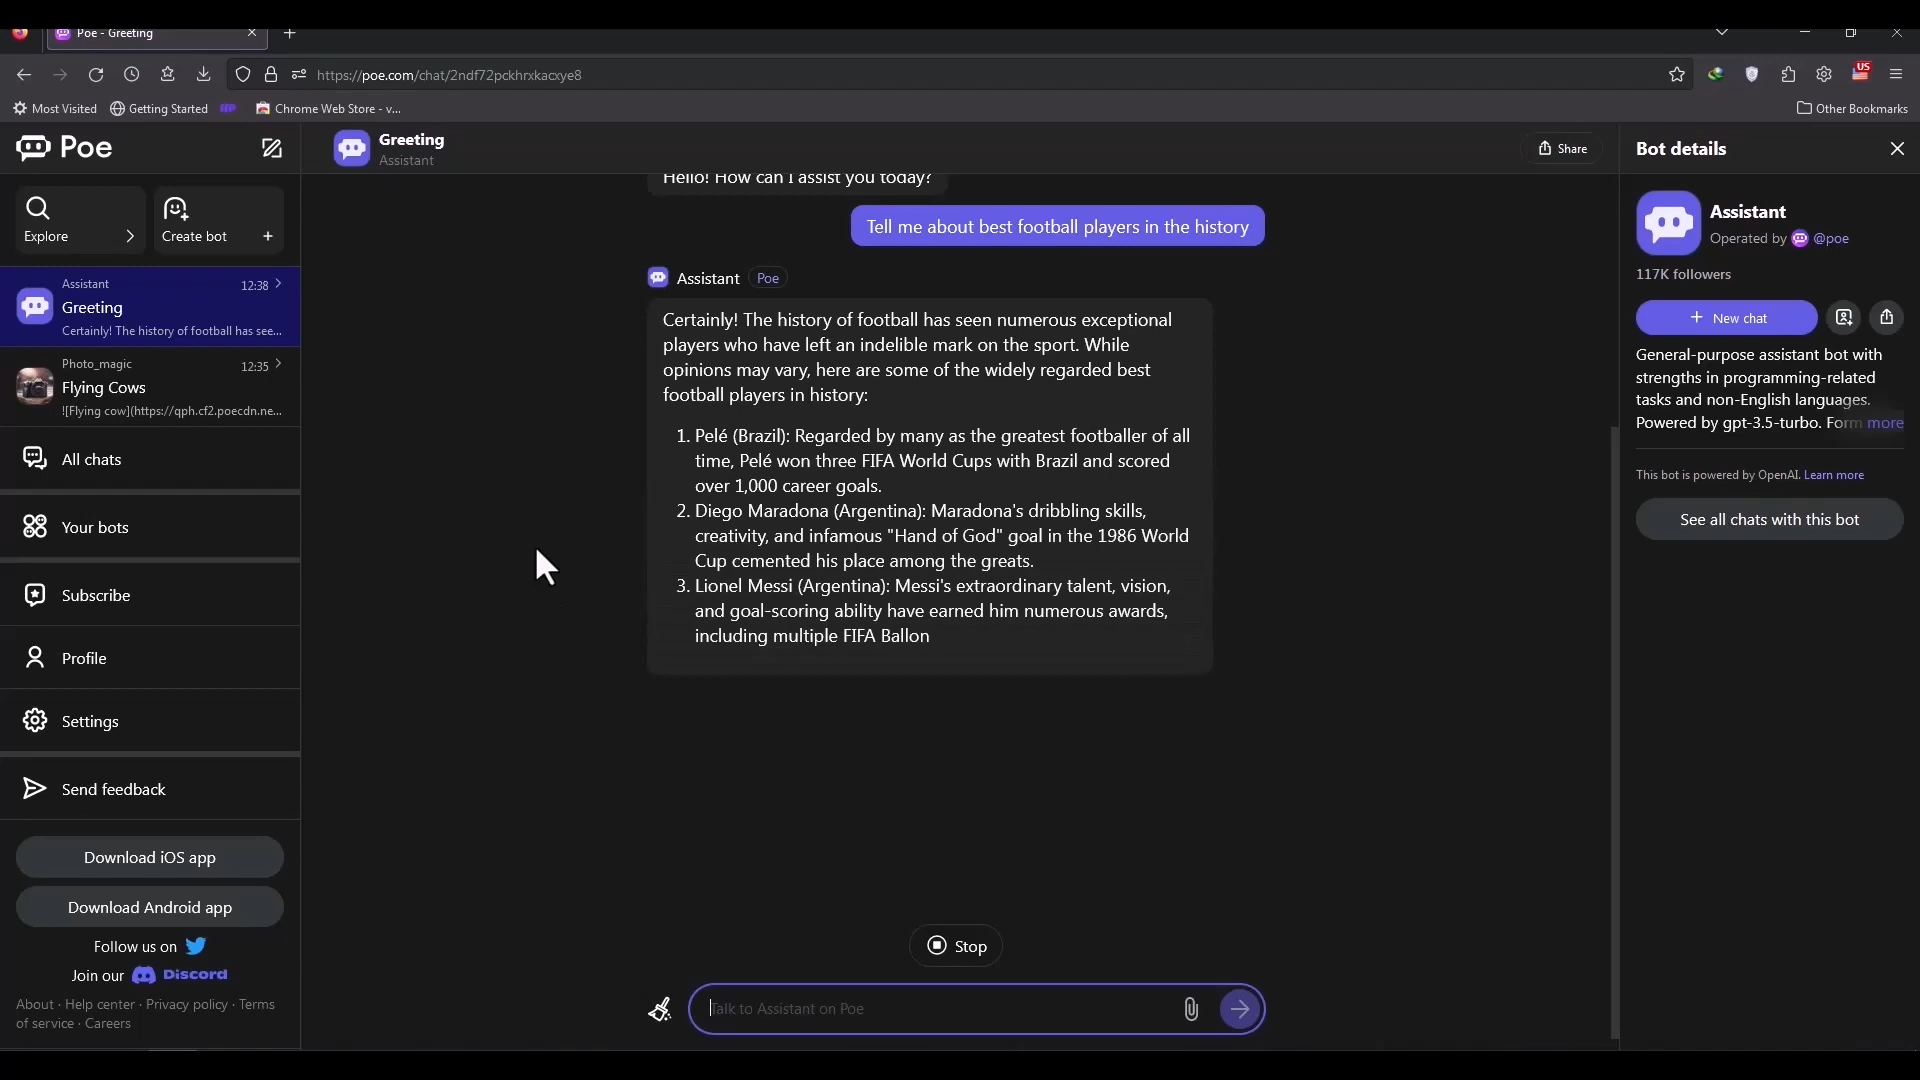 Poe - Greeting
https://poe.com/chat/2ndf72pckhrxkacxye8
US
Most Visited
Getting Started
Chrome Web Store - v...
Other Bookmarks
Poe
Explore
Create bot
Assistant
12:38
Greeting
Certainly! The history of football has see...
Photo_magic
12:35
Flying Cows
![Flying cow](https://qph.cf2.poecdn.ne...
All chats
Your bots
Subscribe
Profile
Settings
Send feedback
Download iOS app
Download Android app
Follow us on
Join our Discord
About · Help center · Privacy policy · Terms
of service · Careers
Greeting
Assistant
Share
Hello! How can I assist you today?
Tell me about best football players in the history
Assistant Poe
Certainly! The history of football has seen numerous exceptional
players who have left an indelible mark on the sport. While
opinions may vary, here are some of the widely regarded best
football players in history:
1. Pelé (Brazil): Regarded by many as the greatest footballer of all
time, Pelé won three FIFA World Cups with Brazil and scored
over 1,000 career goals.
2. Diego Maradona (Argentina): Maradona's dribbling skills,
creativity, and infamous "Hand of God" goal in the 1986 World
Cup cemented his place among the greats.
3. Lionel Messi (Argentina): Messi's extraordinary talent, vision,
and goal-scoring ability have earned him numerous awards,
including multiple FIFA Ballon
Stop
Talk to Assistant on Poe
Bot details
Assistant
Operated by @poe
117K followers
+ New chat
General-purpose assistant bot with
strengths in programming-related
tasks and non-English languages.
Powered by gpt-3.5-turbo. Form more
This bot is powered by OpenAI. Learn more
See all chats with this bot